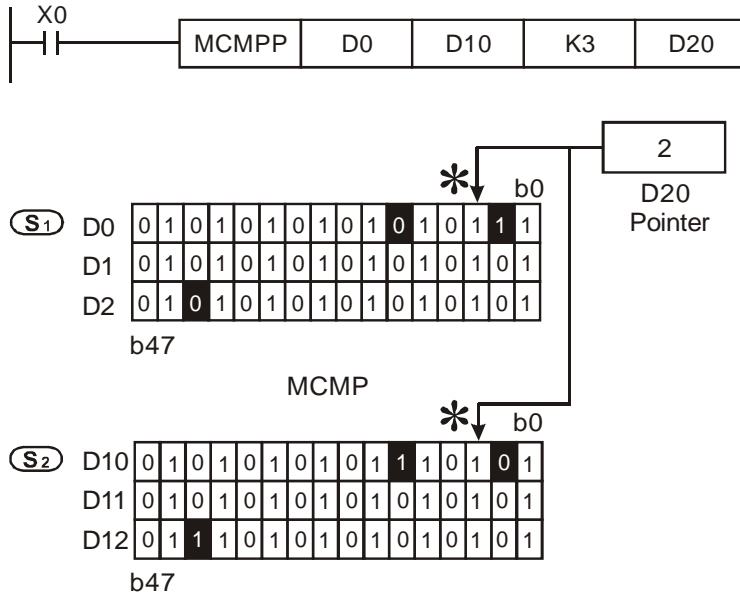 X0
MCMPP D0 D10 K3 D20
2
D20
Pointer
* b0
S1 D0 0 1 0 1 0 1 0 1 0 1 0 1 0 1 1 1
D1 0 1 0 1 0 1 0 1 0 1 0 1 0 1 0 1
D2 0 1 0 1 0 1 0 1 0 1 0 1 0 1 0 1
b47
MCMP
* b0
S2 D10 0 1 0 1 0 1 0 1 0 1 1 1 0 1 0 1
D11 0 1 0 1 0 1 0 1 0 1 0 1 0 1 0 1
D12 0 1 1 1 0 1 0 1 0 1 0 1 0 1 0 1
b47